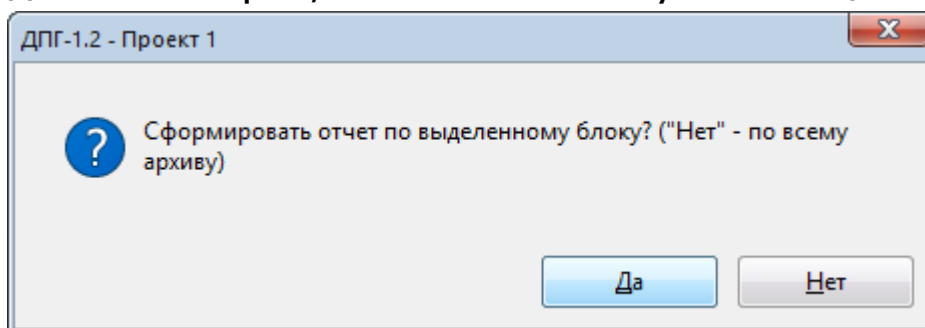 ДПГ-1.2 - Проект 1
Сформировать отчет по выделенному блоку? ("Нет" - по всему
архиву)
Да
Нет